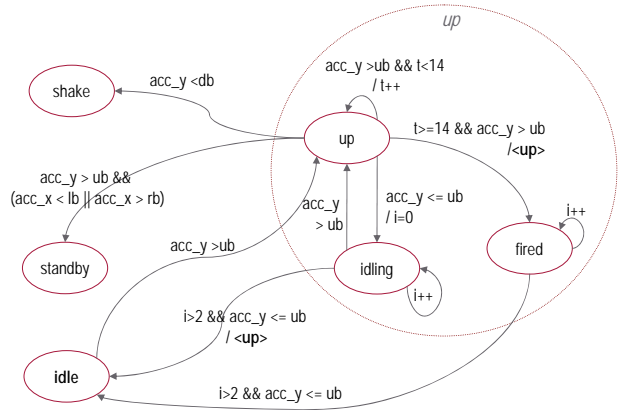 up
acc_y >ub && t<14
/ t++
acc_y <db
shake
up
t>=14 && acc_y > ub
/<up>
acc_y > ub &&
(acc_x < lb || acc_x > rb)
acc_y
> ub
acc_y <= ub
/ i=0
i++
acc_y >ub
fired
standby
idling
i++
i>2 && acc_y <= ub
/ <up>
idle
i>2 && acc_y <= ub